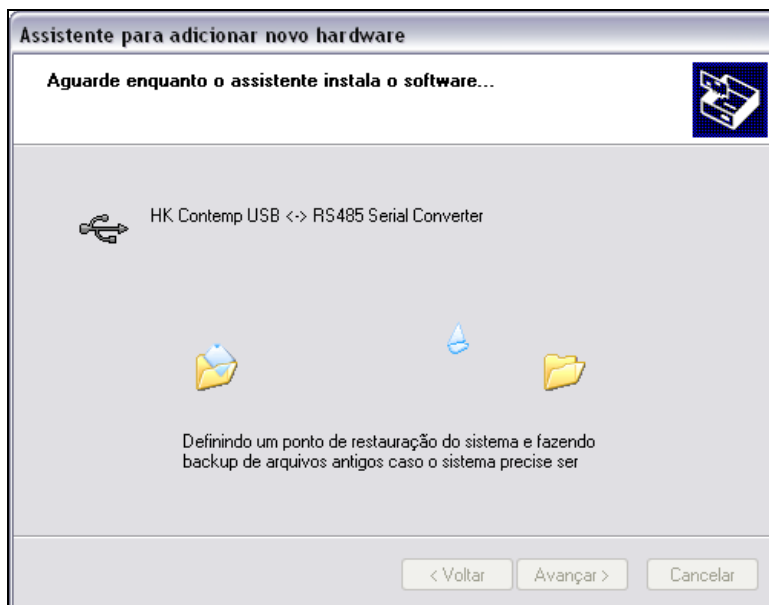 Assistente para adicionar novo hardware
Aguarde enquanto o assistente instala o software...
HK Contemp USB <-> RS485 Serial Converter
Definindo um ponto de restauração do sistema e fazendo
backup de arquivos antigos caso o sistema precise ser
< Voltar
Avançar >
Cancelar